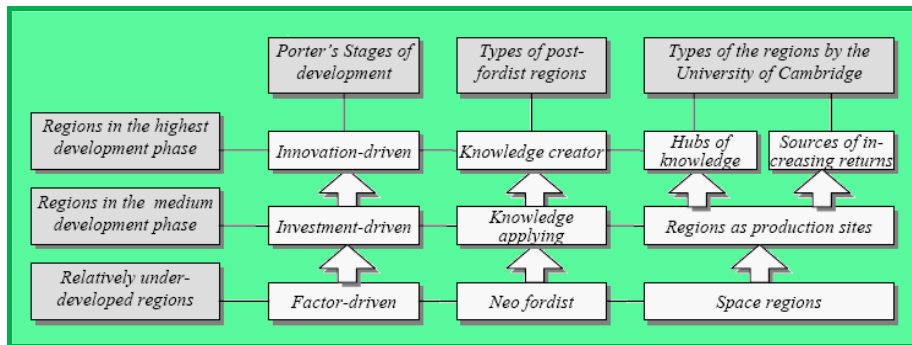 Porter's Stages of
development
Types of post-
fordist regions
Types of the regions by the
University of Cambridge
Regions in the highest
development phase
Innovation-driven
Knowledge creator
Hubs of
knowledge
Sources of in-
creasing returns
Regions in the medium
development phase
Investment-driven
Knowledge
applying
Regions as production sites
Relatively under-
developed regions
Factor-driven
Neo fordist
Space regions